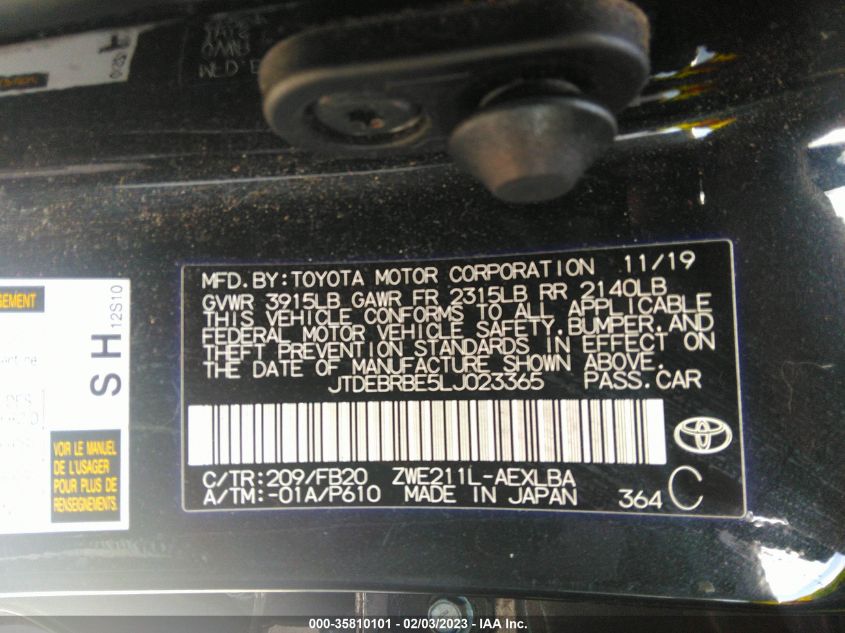 MFD.BY:TOYOTA MOTOR CORPORATION 11/19
GVWR 3915LB GAWR FR 2315LB RR 2140LB
THIS VEHICLE CONFORMS TO ALL APPLICABLE
FEDERAL MOTOR VEHICLE SAFETY,BUMPER,AND
THEFT PREVENTION STANDARDS IN EFFECT ON
THE DATE OF MANUFACTURE SHOWN ABOVE.
JTDEBRBE5LJ023365 PASS.CAR
C/TR:209/FB20 ZWE211L-AEXLBA
A/TM:-01A/P610 MADE IN JAPAN 364 C
SH
12S10
VOIR LE MANUEL
DE L'USAGER
POUR PLUS DE
RENSEIGNEMENTS.
000-35810101 - 02/03/2023 - IAA Inc.